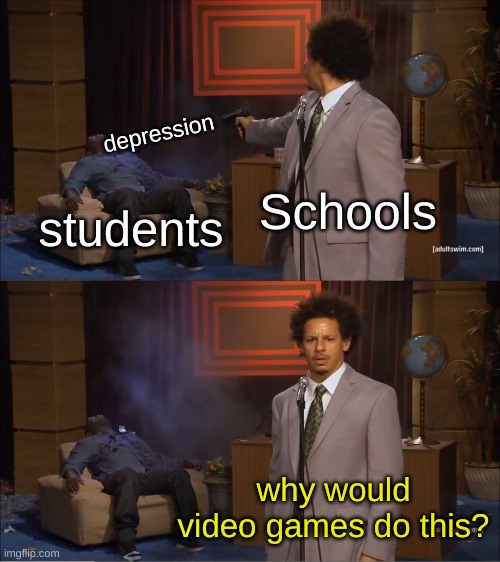 depression
students
Schools
[adultswim.com]
why would
video games do this?
imgflip.com